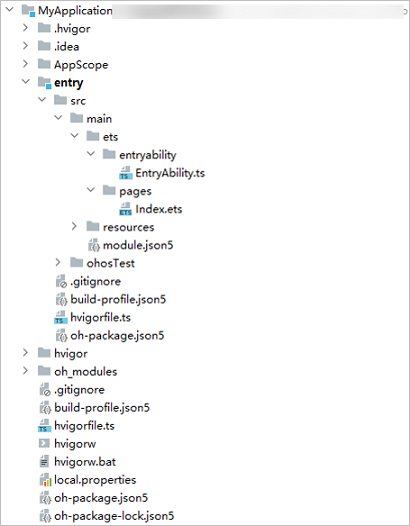 MyApplication
.hvigor
.idea
AppScope
entry
src
main
ets
entryability
EntryAbility.ts
pages
Index.ets
resources
module.json5
ohosTest
.gitignore
build-profile.json5
hvigorfile.ts
oh-package.json5
hvigor
oh_modules
.gitignore
build-profile.json5
hvigorfile.ts
hvigorw
hvigorw.bat
local.properties
oh-package.json5
oh-package-lock.json5